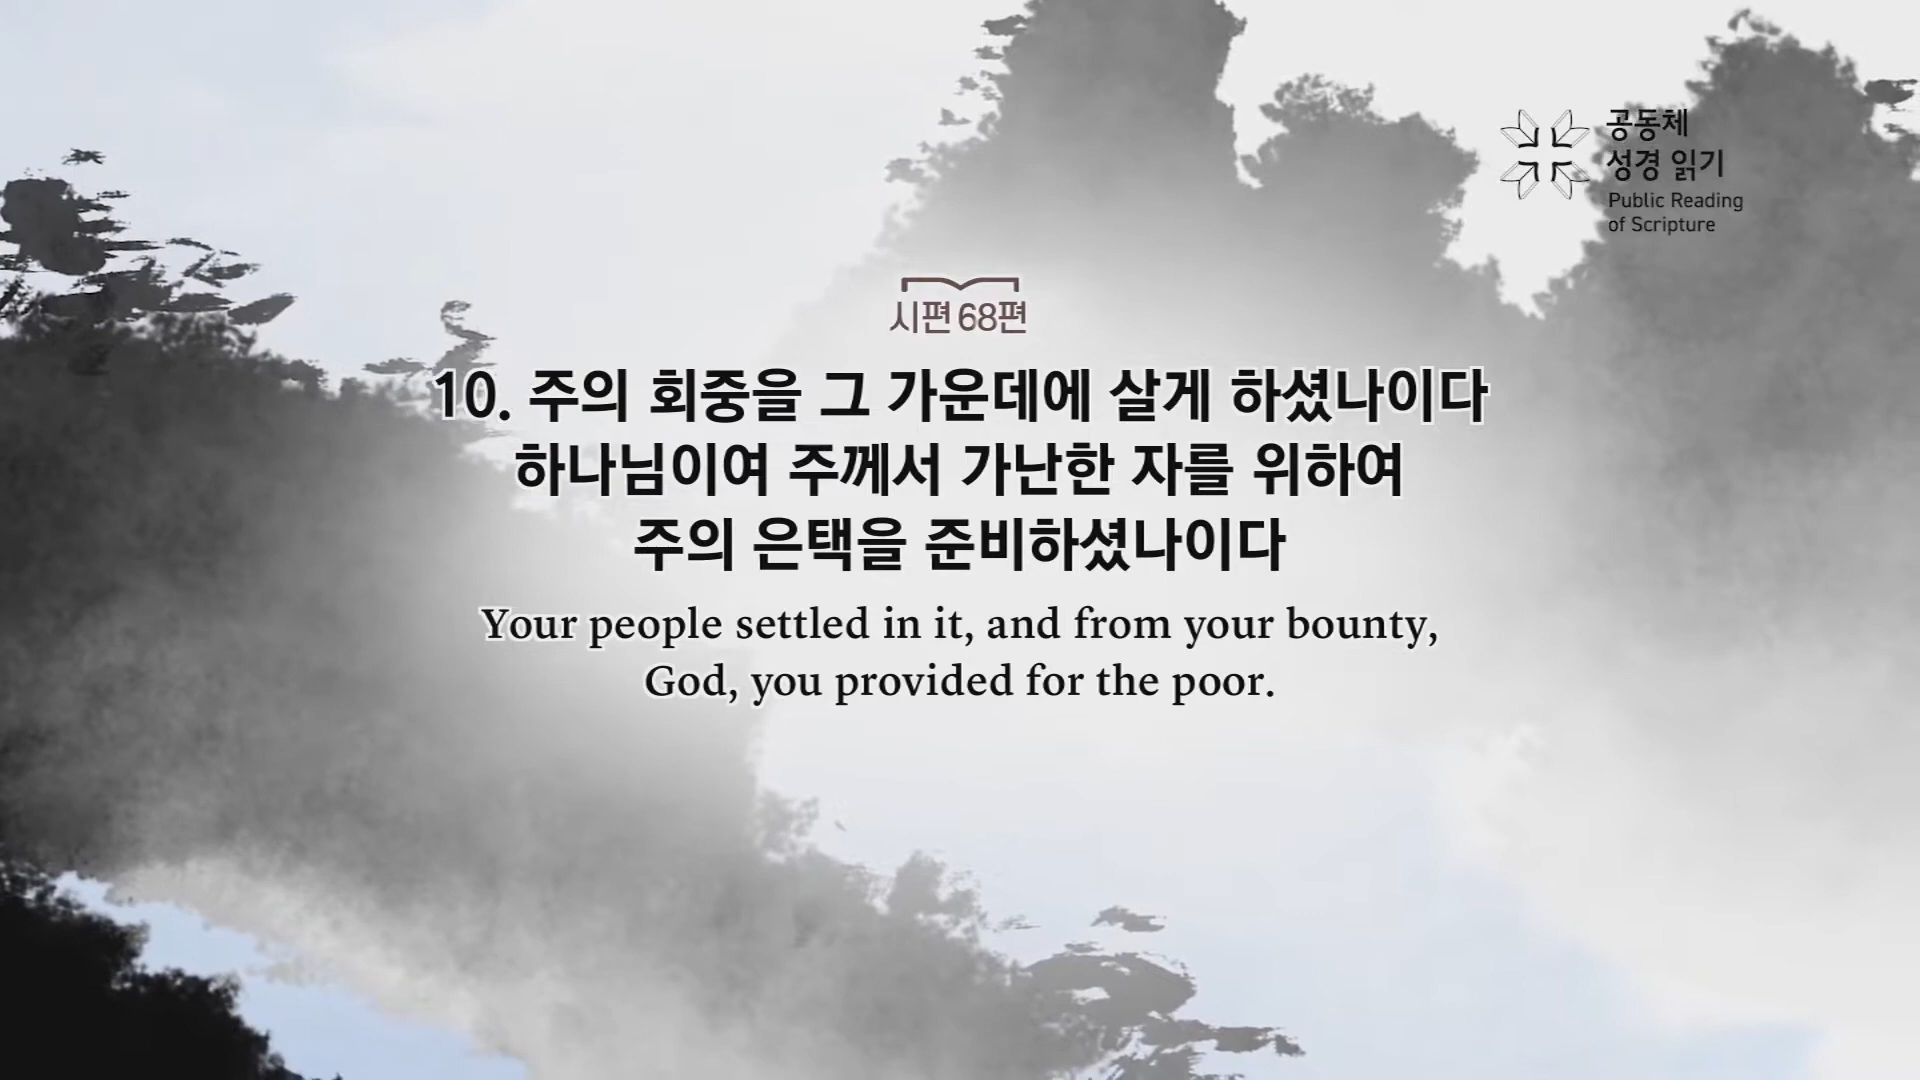 공동체
성경 읽기
Public Reading
of Scripture
시편 68편
10. 주의 회중을 그 가운데에 살게 하셨나이다
하나님이여 주께서 가난한 자를 위하여
주의 은택을 준비하셨나이다
Your people settled in it, and from your bounty,
God, you provided for the poor.